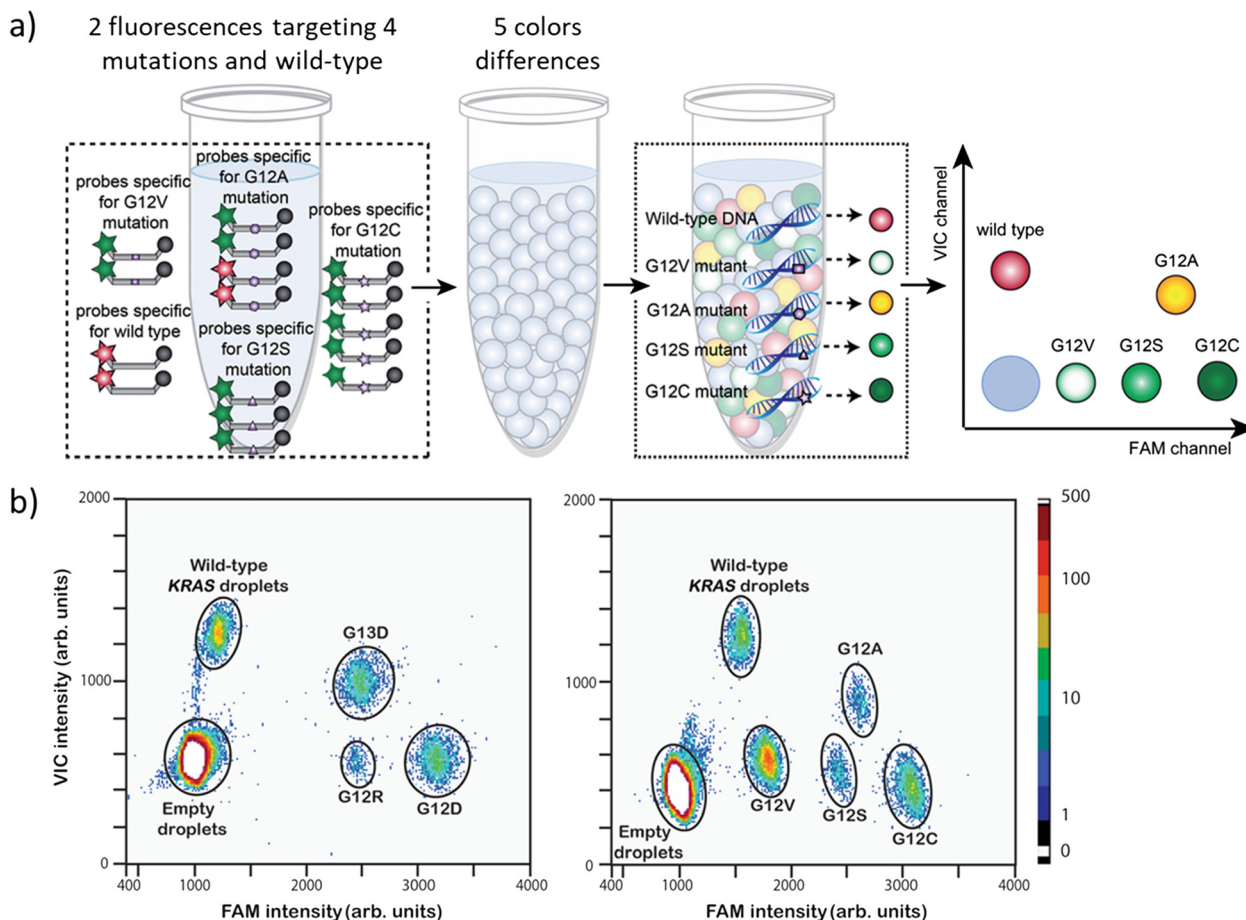 a)
2 fluorescences targeting 4
mutations and wild-type
5 colors
differences
probes specific
for G12V
mutation
probes specific
for wild type
probes specific
for G12A
mutation
probes specific
for G12S
mutation
probes specific
for G12C
mutation
Wild-type DNA
G12V mutant
G12A mutant
G12S mutant
G12C mutant
VIC channel
wild type
G12A
G12V
G12S
G12C
FAM channel
b)
2000
1000
0
VIC intensity (arb. units)
Wild-type
KRAS droplets
G13D
G12R
G12D
Empty
droplets
400
1000
2000
3000
4000
FAM intensity (arb. units)
2000
1000
0
Wild-type
KRAS droplets
G12A
G12V
G12S
G12C
Empty
droplets
400
1000
2000
3000
4000
FAM intensity (arb. units)
500
100
10
1
0